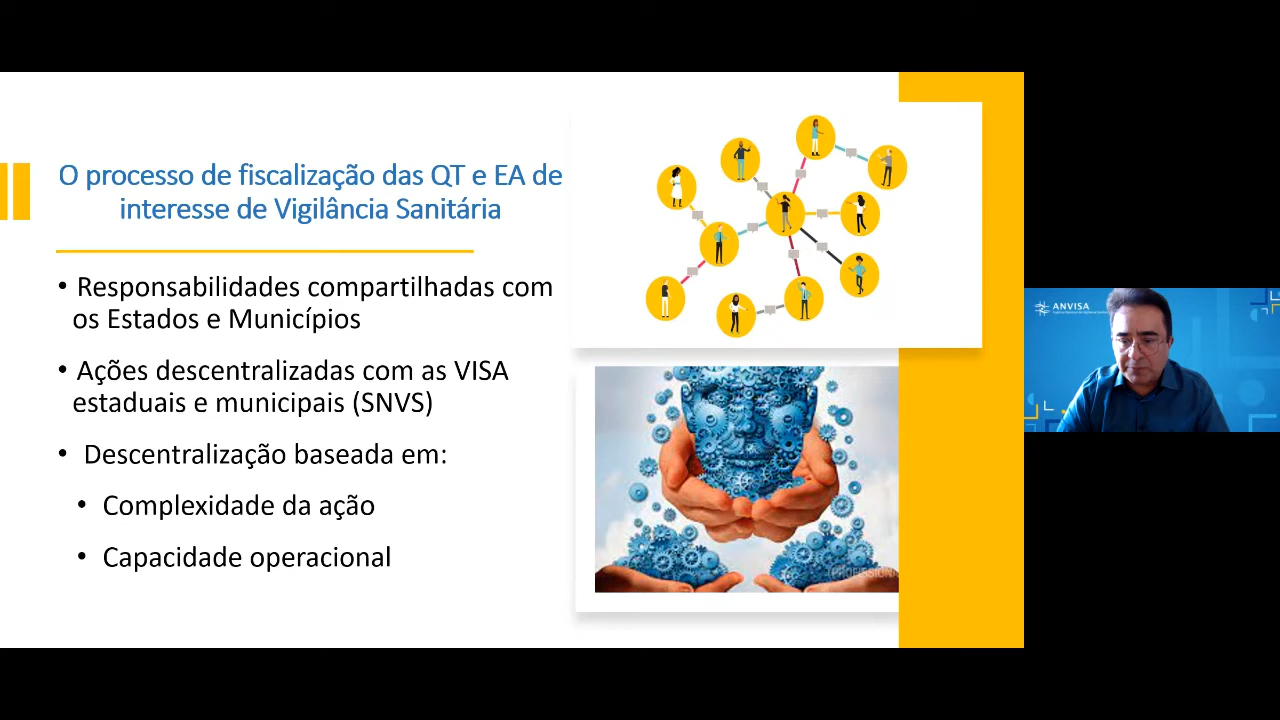 O processo de fiscalização das QT e EA de
interesse de Vigilância Sanitária
• Responsabilidades compartilhadas com
os Estados e Municípios
• Ações descentralizadas com as VISA
estaduais e municipais (SNVS)
• Descentralização baseada em:
• Complexidade da ação
• Capacidade operacional
ANVISA